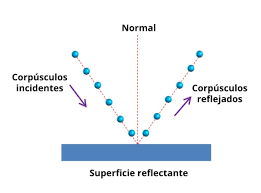 Normal
Corpúsculos
incidentes
Corpúsculos
reflejados
Superficie reflectante